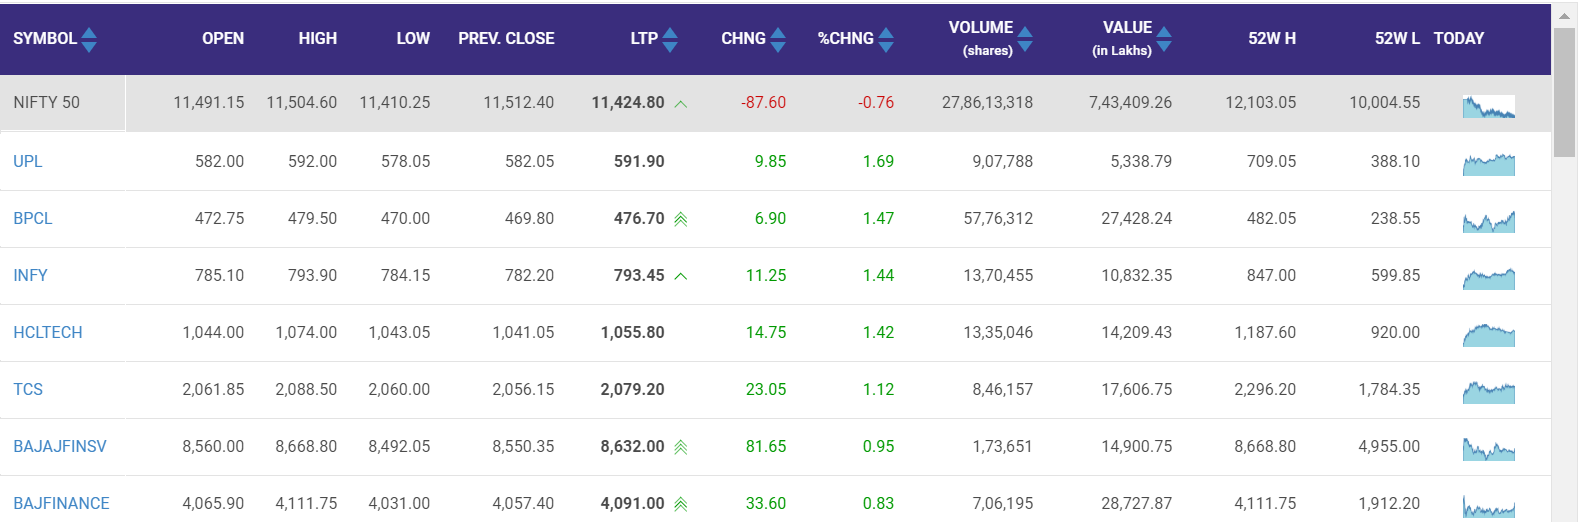 SYMBOL OPEN HIGH LOW PREV. CLOSE LTP CHNG %CHNG VOLUME (shares) VALUE (in Lakhs) 52W H 52W L TODAY
NIFTY 50 11,491.15 11,504.60 11,410.25 11,512.40 11,424.80 -87.60 -0.76 27,86,13,318 7,43,409.26 12,103.05 10,004.55
UPL 582.00 592.00 578.05 582.05 591.90 9.85 1.69 9,07,788 5,338.79 709.05 388.10
BPCL 472.75 479.50 470.00 469.80 476.70 6.90 1.47 57,76,312 27,428.24 482.05 238.55
INFY 785.10 793.90 784.15 782.20 793.45 11.25 1.44 13,70,455 10,832.35 847.00 599.85
HCLTECH 1,044.00 1,074.00 1,043.05 1,041.05 1,055.80 14.75 1.42 13,35,046 14,209.43 1,187.60 920.00
TCS 2,061.85 2,088.50 2,060.00 2,056.15 2,079.20 23.05 1.12 8,46,157 17,606.75 2,296.20 1,784.35
BAJAJFINSV 8,560.00 8,668.80 8,492.05 8,550.35 8,632.00 81.65 0.95 1,73,651 14,900.75 8,668.80 4,955.00
BAJFINANCE 4,065.90 4,111.75 4,031.00 4,057.40 4,091.00 33.60 0.83 7,06,195 28,727.87 4,111.75 1,912.20